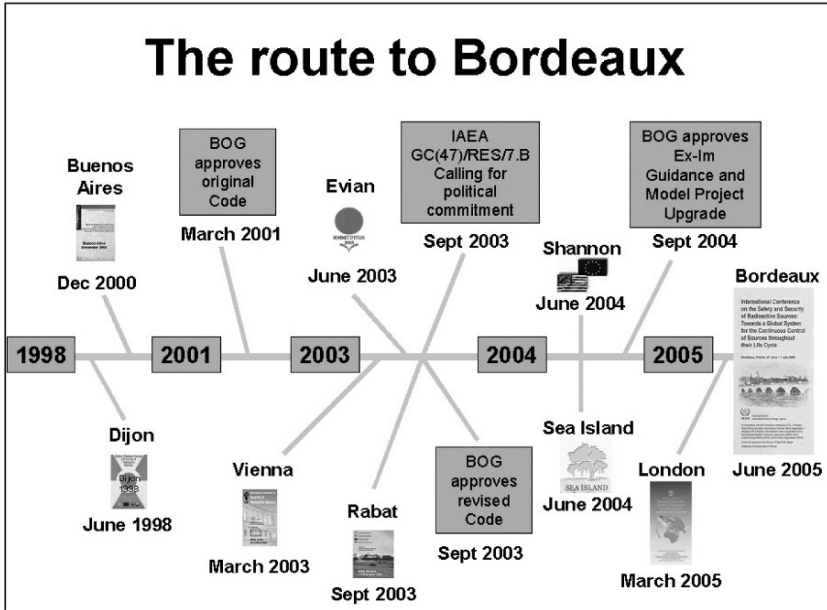 The route to Bordeaux
Buenos
Aires
Dec 2000
BOG
approves
original
Code
March 2001
Evian
June 2003
IAEA
GC(47)/RES/7.B
Calling for
political
commitment
Sept 2003
Shannon
June 2004
BOG approves
Ex-Im
Guidance and
Model Project
Upgrade
Sept 2004
Bordeaux
International Conference
on the Safety and Security
of Radioactive Sources:
Towards a Global System
for the Continuous Control
of Sources throughout
their Life Cycle
June 2005
1998
2001
2003
2004
2005
Dijon
Dijon
1998
June 1998
Vienna
March 2003
Rabat
Sept 2003
BOG
approves
revised
Code
Sept 2003
Sea Island
SEA ISLAND
June 2004
London
March 2005